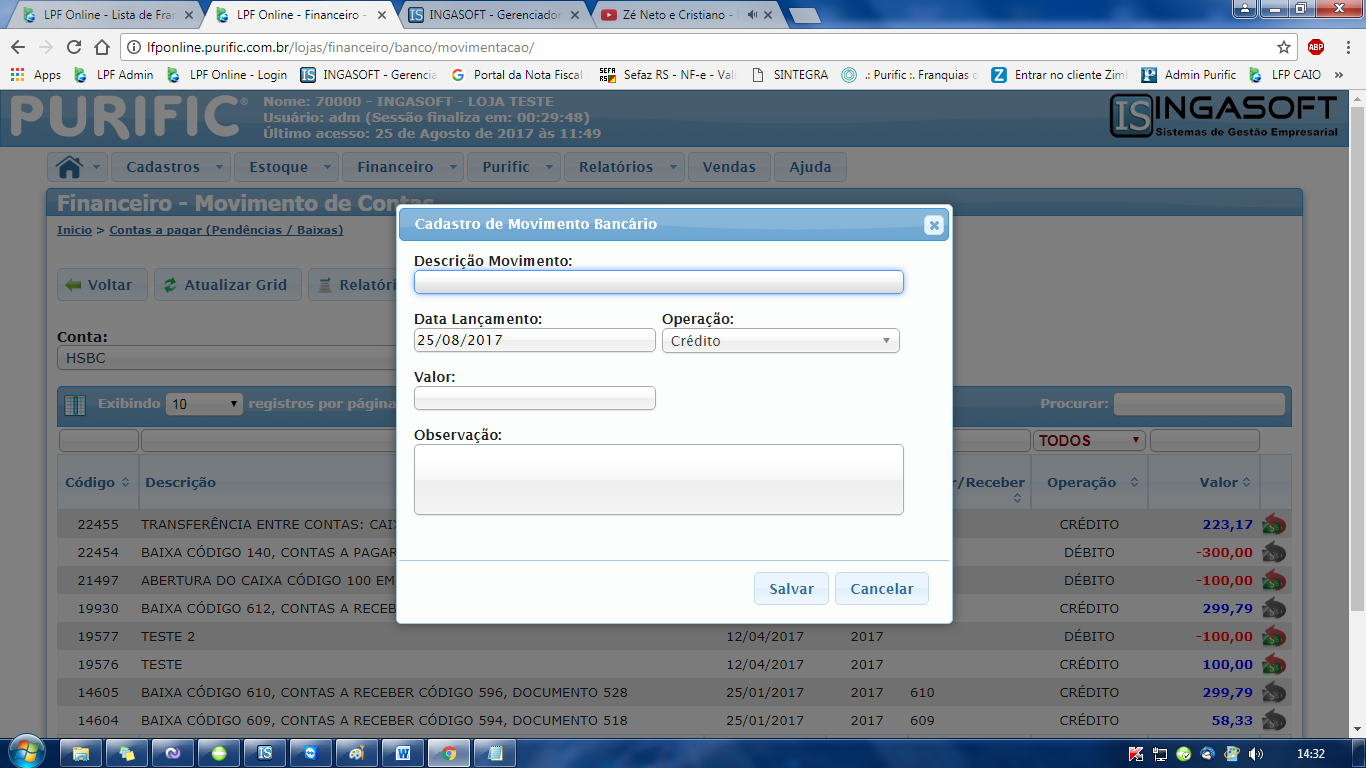 LPF Online - Lista de Fran
LPF Online - Financeiro -
INGASOFT - Gerenciador
Zé Neto e Cristiano -
lfponline.purific.com.br/lojas/financeiro/banco/movimentacao/
ABP
Apps
LPF Admin
LPF Online - Login
INGASOFT - Gerencia
Portal da Nota Fiscal
Sefaz RS - NF-e - Vali
SINTEGRA
.: Purific :. Franquias
Entrar no cliente Zim
Admin Purific
LFP CAIO
»
PURIFIC®
Nome: 70000 - INGASOFT - LOJA TESTE
Usuário: adm (Sessão finaliza em: 00:29:48)
Último acesso: 25 de Agosto de 2017 às 11:49
IS INGASOFT
Sistemas de Gestão Empresarial
Cadastros
Estoque
Financeiro
Purific
Relatórios
Vendas
Ajuda
Financeiro - Movimento de Contas
Inicio > Contas a pagar (Pendências / Baixas)
Voltar
Atualizar Grid
Relatóri
Conta:
HSBC
Exibindo 10 registros por página
Procurar:
TODOS
Código
Descrição
r/Receber
Operação
Valor
22455 TRANSFERÊNCIA ENTRE CONTAS: CAI CRÉDITO 223,17
22454 BAIXA CÓDIGO 140, CONTAS A PAGAR DÉBITO -300,00
21497 ABERTURA DO CAIXA CÓDIGO 100 EM DÉBITO -100,00
19930 BAIXA CÓDIGO 612, CONTAS A RECEB CRÉDITO 299,79
19577 TESTE 2 12/04/2017 2017 DÉBITO -100,00
19576 TESTE 12/04/2017 2017 CRÉDITO 100,00
14605 BAIXA CÓDIGO 610, CONTAS A RECEBER CÓDIGO 596, DOCUMENTO 528 25/01/2017 2017 610 CRÉDITO 299,79
14604 BAIXA CÓDIGO 609, CONTAS A RECEBER CÓDIGO 594, DOCUMENTO 518 25/01/2017 2017 609 CRÉDITO 58,33
Cadastro de Movimento Bancário
Descrição Movimento:
Data Lançamento:
Operação:
25/08/2017
Crédito
Valor:
Observação:
Salvar
Cancelar
14:32